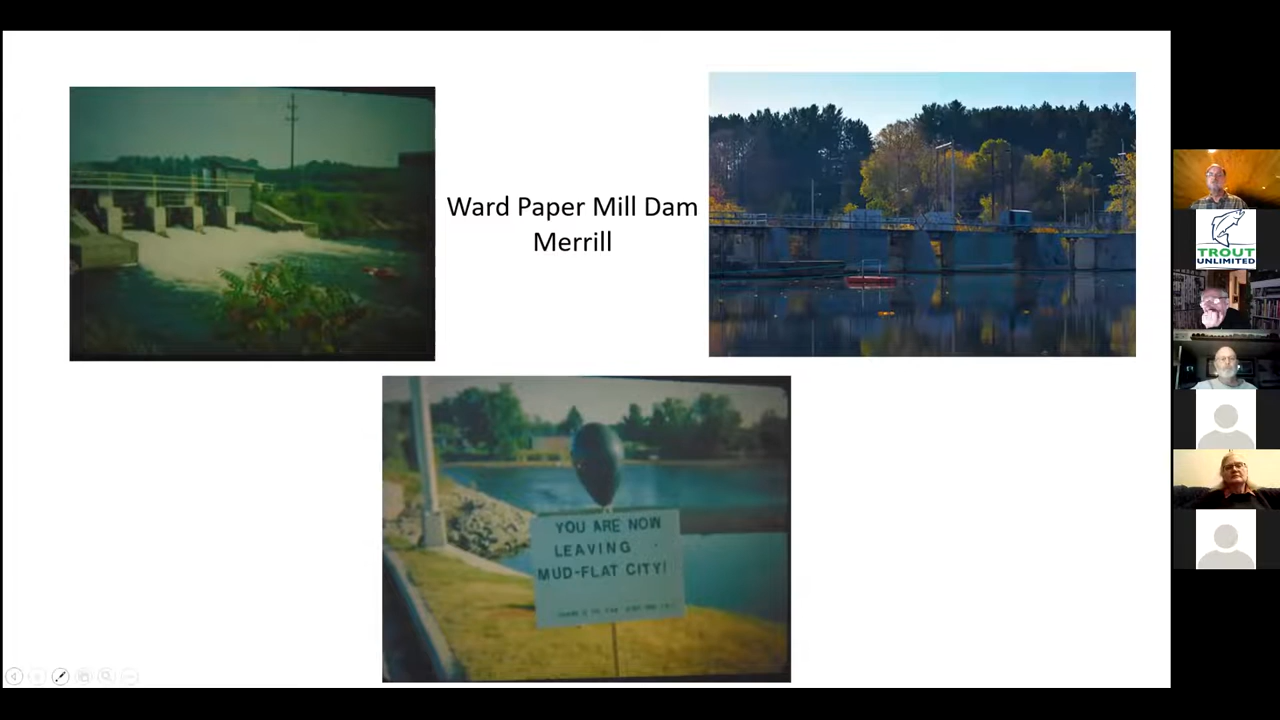 Ward Paper Mill Dam
Merrill
YOU ARE NOW
LEAVING
MUD-FLAT CITY!
TROUT
UNLIMITED